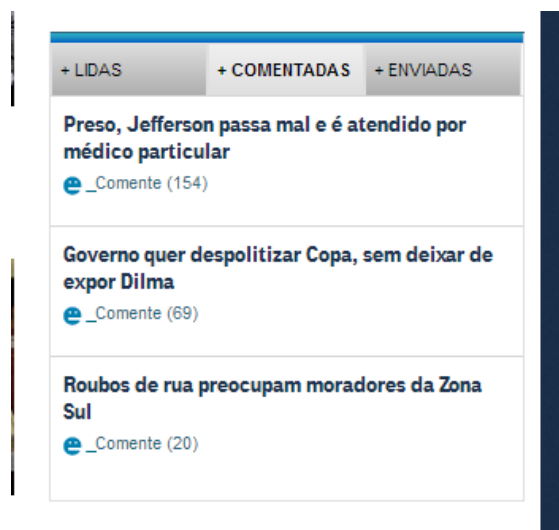 + LIDAS + COMENTADAS + ENVIADAS
Preso, Jefferson passa mal e é atendido por
médico particular
_Comente (154)
Governo quer despolitizar Copa, sem deixar de
expor Dilma
_Comente (69)
Roubos de rua preocupam moradores da Zona
Sul
_Comente (20)